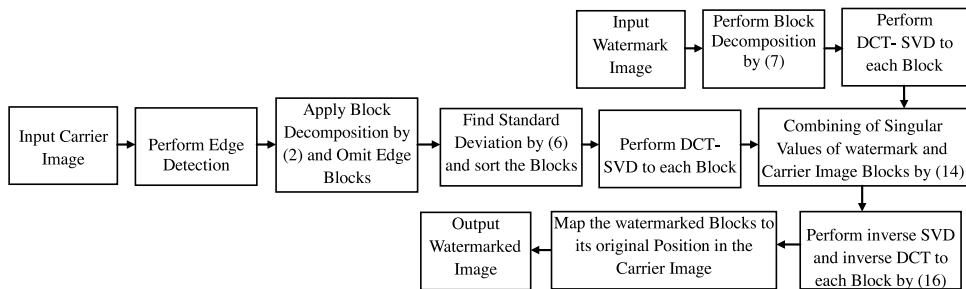 Input
Watermark
Image
Perform Block
Decomposition
by (7)
Perform
DCT- SVD to
each Block
Input Carrier
Image
Perform Edge
Detection
Apply Block
Decomposition by
(2) and Omit Edge
Blocks
Find Standard
Deviation by (6)
and sort the Blocks
Perform DCT-
SVD to each Block
Combining of Singular
Values of watermark and
Carrier Image Blocks by (14)
Perform inverse SVD
and inverse DCT to
each Block by (16)
Map the watermarked Blocks to
its original Position in the
Carrier Image
Output
Watermarked
Image